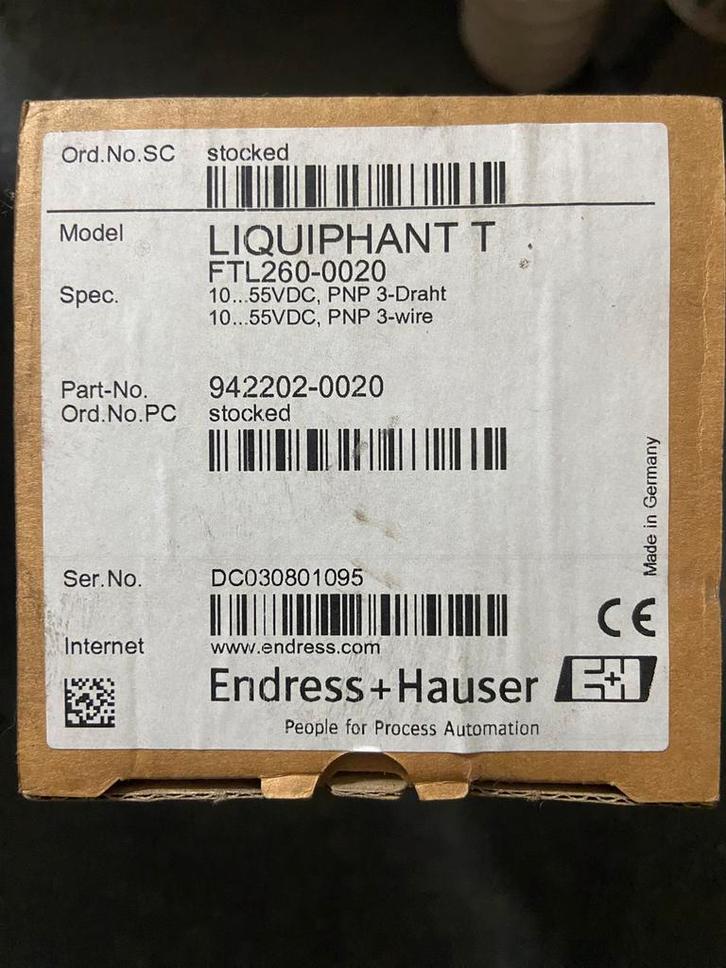 Ord.No.SC stocked
Model LIQUIPHANT T
FTL260-0020
Spec. 10...55VDC, PNP 3-Draht
10...55VDC, PNP 3-wire
Part-No. 942202-0020
Ord.No.PC stocked
Made in Germany
Ser.No. DC030801095
CE
Internet www.endress.com
Endress+Hauser E+H
People for Process Automation